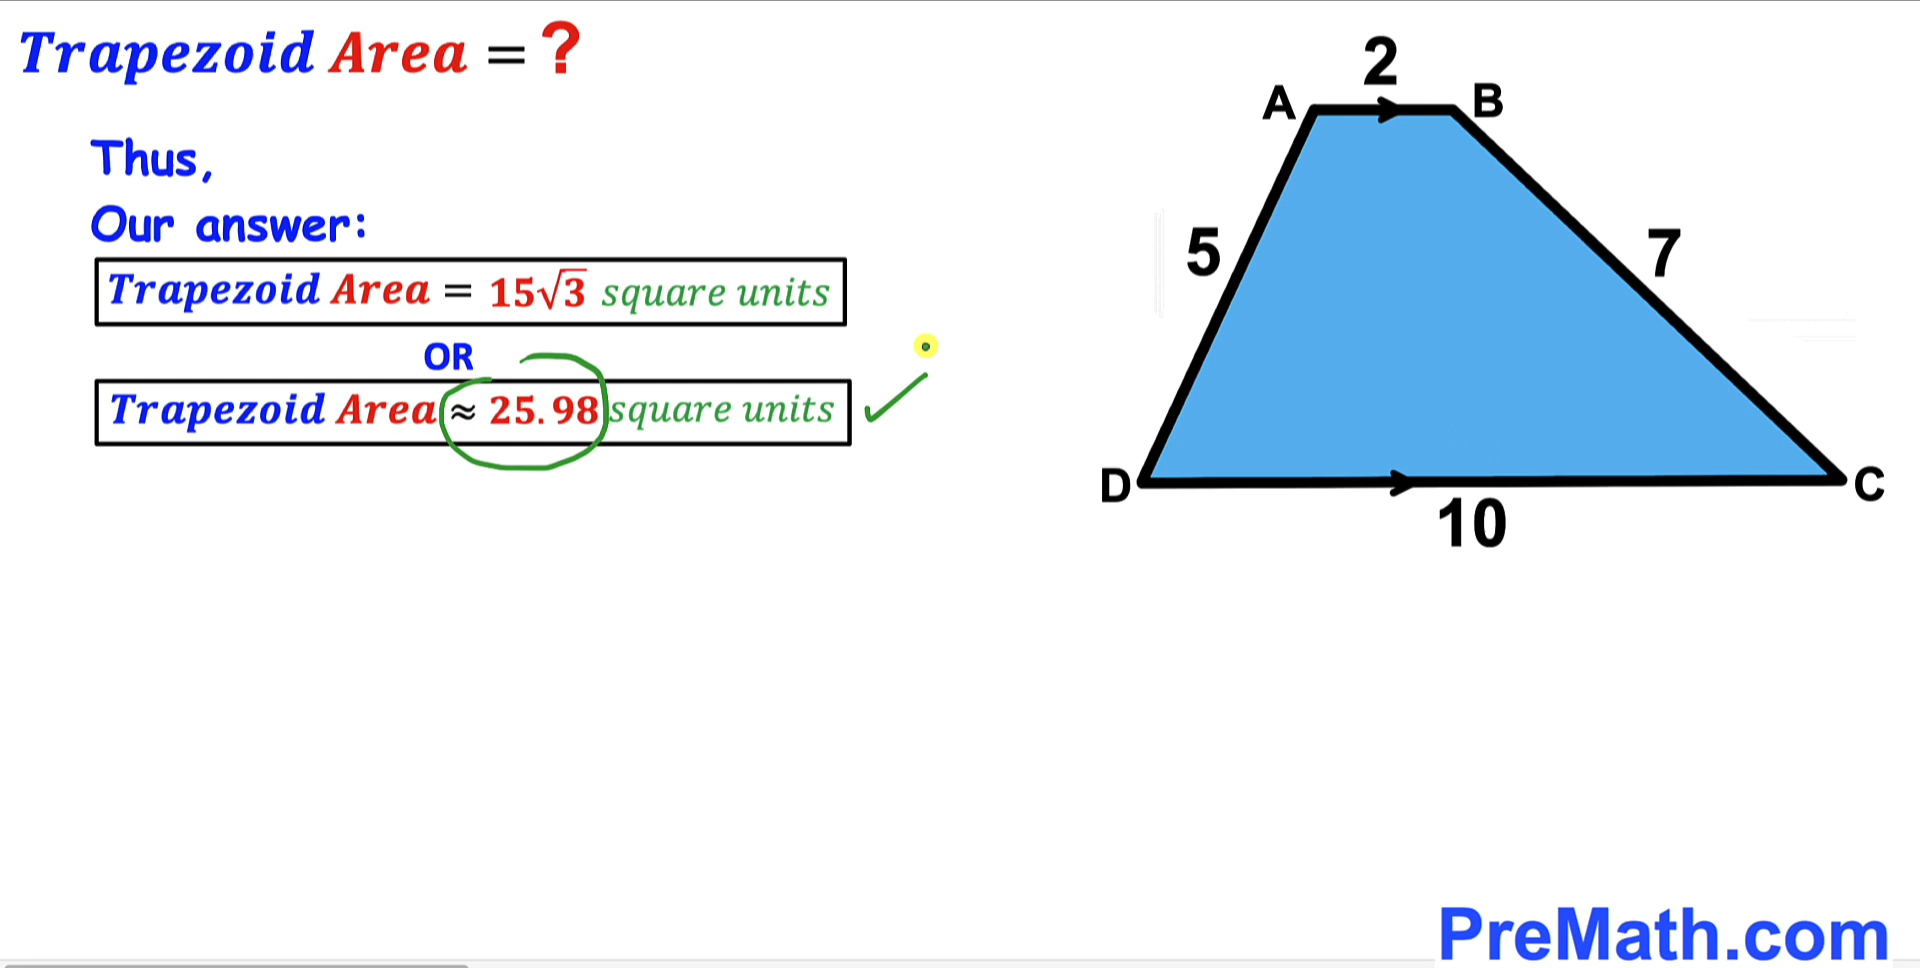 Trapezoid Area = ?
Thus,
Our answer:
Trapezoid Area = 15√3 square units
OR
Trapezoid Area ≈ 25.98 square units
2
A
B
5
7
D
C
10
PreMath.com